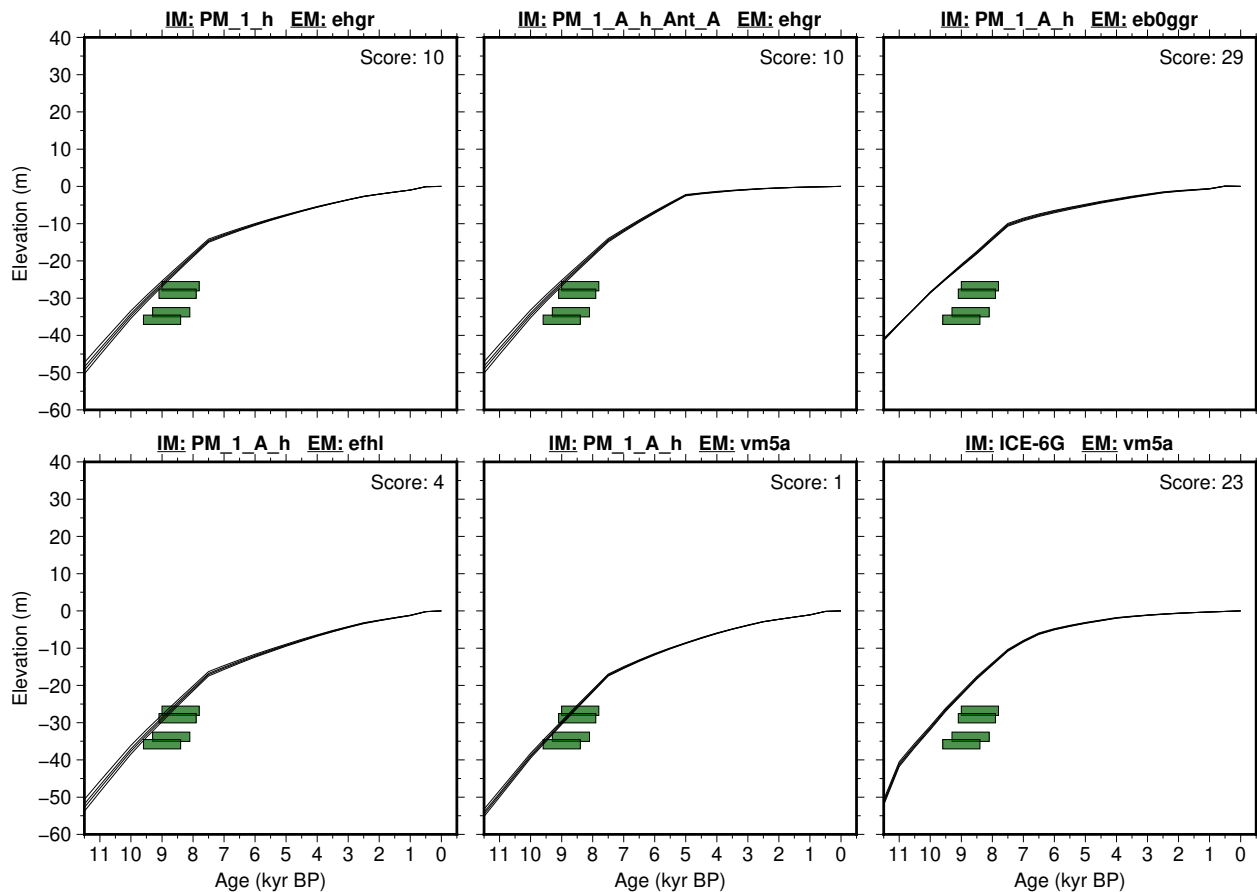 IM: PM_1_h EM: ehgr
IM: PM_1_A_h_Ant_A EM: ehgr
IM: PM_1_A_h EM: eb0ggr
40
30
20
10
0
−10
−20
−30
−40
−50
−60
Elevation (m)
Score: 10
Score: 10
Score: 29
IM: PM_1_A_h EM: efhl
IM: PM_1_A_h EM: vm5a
IM: ICE-6G EM: vm5a
40
30
20
10
0
−10
−20
−30
−40
−50
−60
Elevation (m)
Score: 4
Score: 1
Score: 23
11 10 9 8 7 6 5 4 3 2 1 0
11 10 9 8 7 6 5 4 3 2 1 0
11 10 9 8 7 6 5 4 3 2 1 0
Age (kyr BP)
Age (kyr BP)
Age (kyr BP)